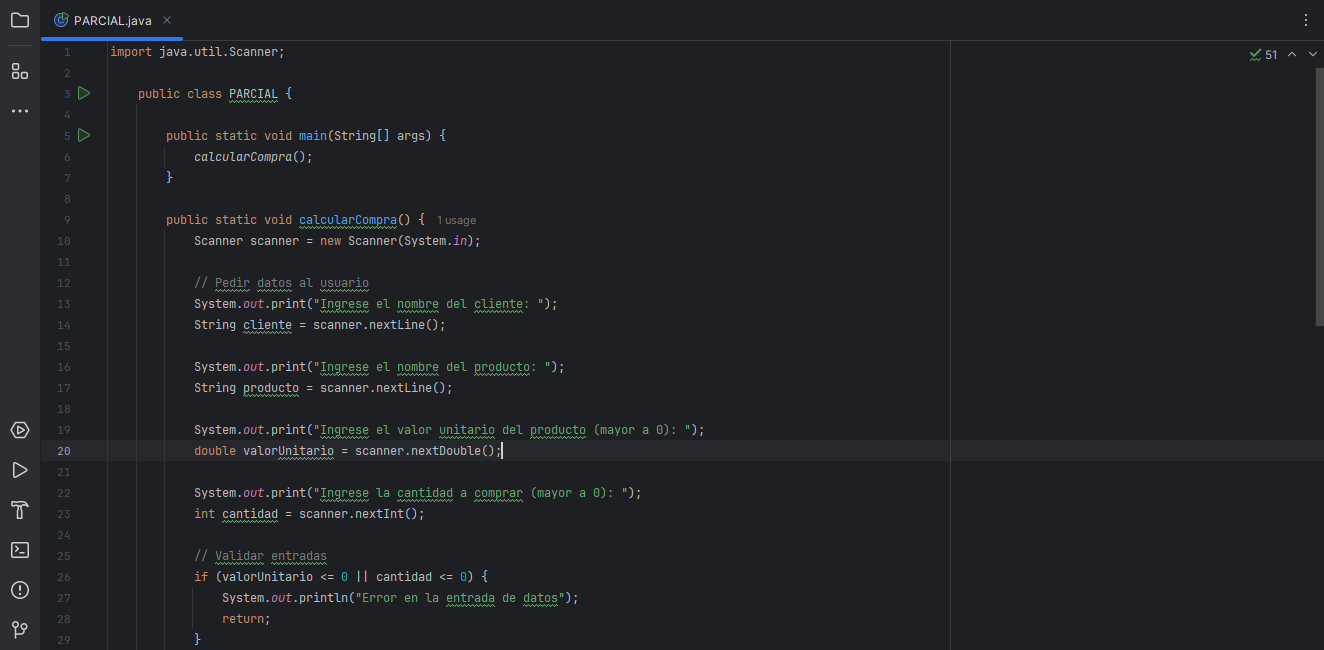 PARCIAL.java
51
1 import java.util.Scanner;
2
3 public class PARCIAL {
4
5 public static void main(String[] args) {
6 calcularCompra();
7 }
8
9 public static void calcularCompra() { 1 usage
10 Scanner scanner = new Scanner(System.in);
11
12 // Pedir datos al usuario
13 System.out.print("Ingrese el nombre del cliente: ");
14 String cliente = scanner.nextLine();
15
16 System.out.print("Ingrese el nombre del producto: ");
17 String producto = scanner.nextLine();
18
19 System.out.print("Ingrese el valor unitario del producto (mayor a 0): ");
20 double valorUnitario = scanner.nextDouble();
21
22 System.out.print("Ingrese la cantidad a comprar (mayor a 0): ");
23 int cantidad = scanner.nextInt();
24
25 // Validar entradas
26 if (valorUnitario <= 0 || cantidad <= 0) {
27 System.out.println("Error en la entrada de datos");
28 return;
29 }